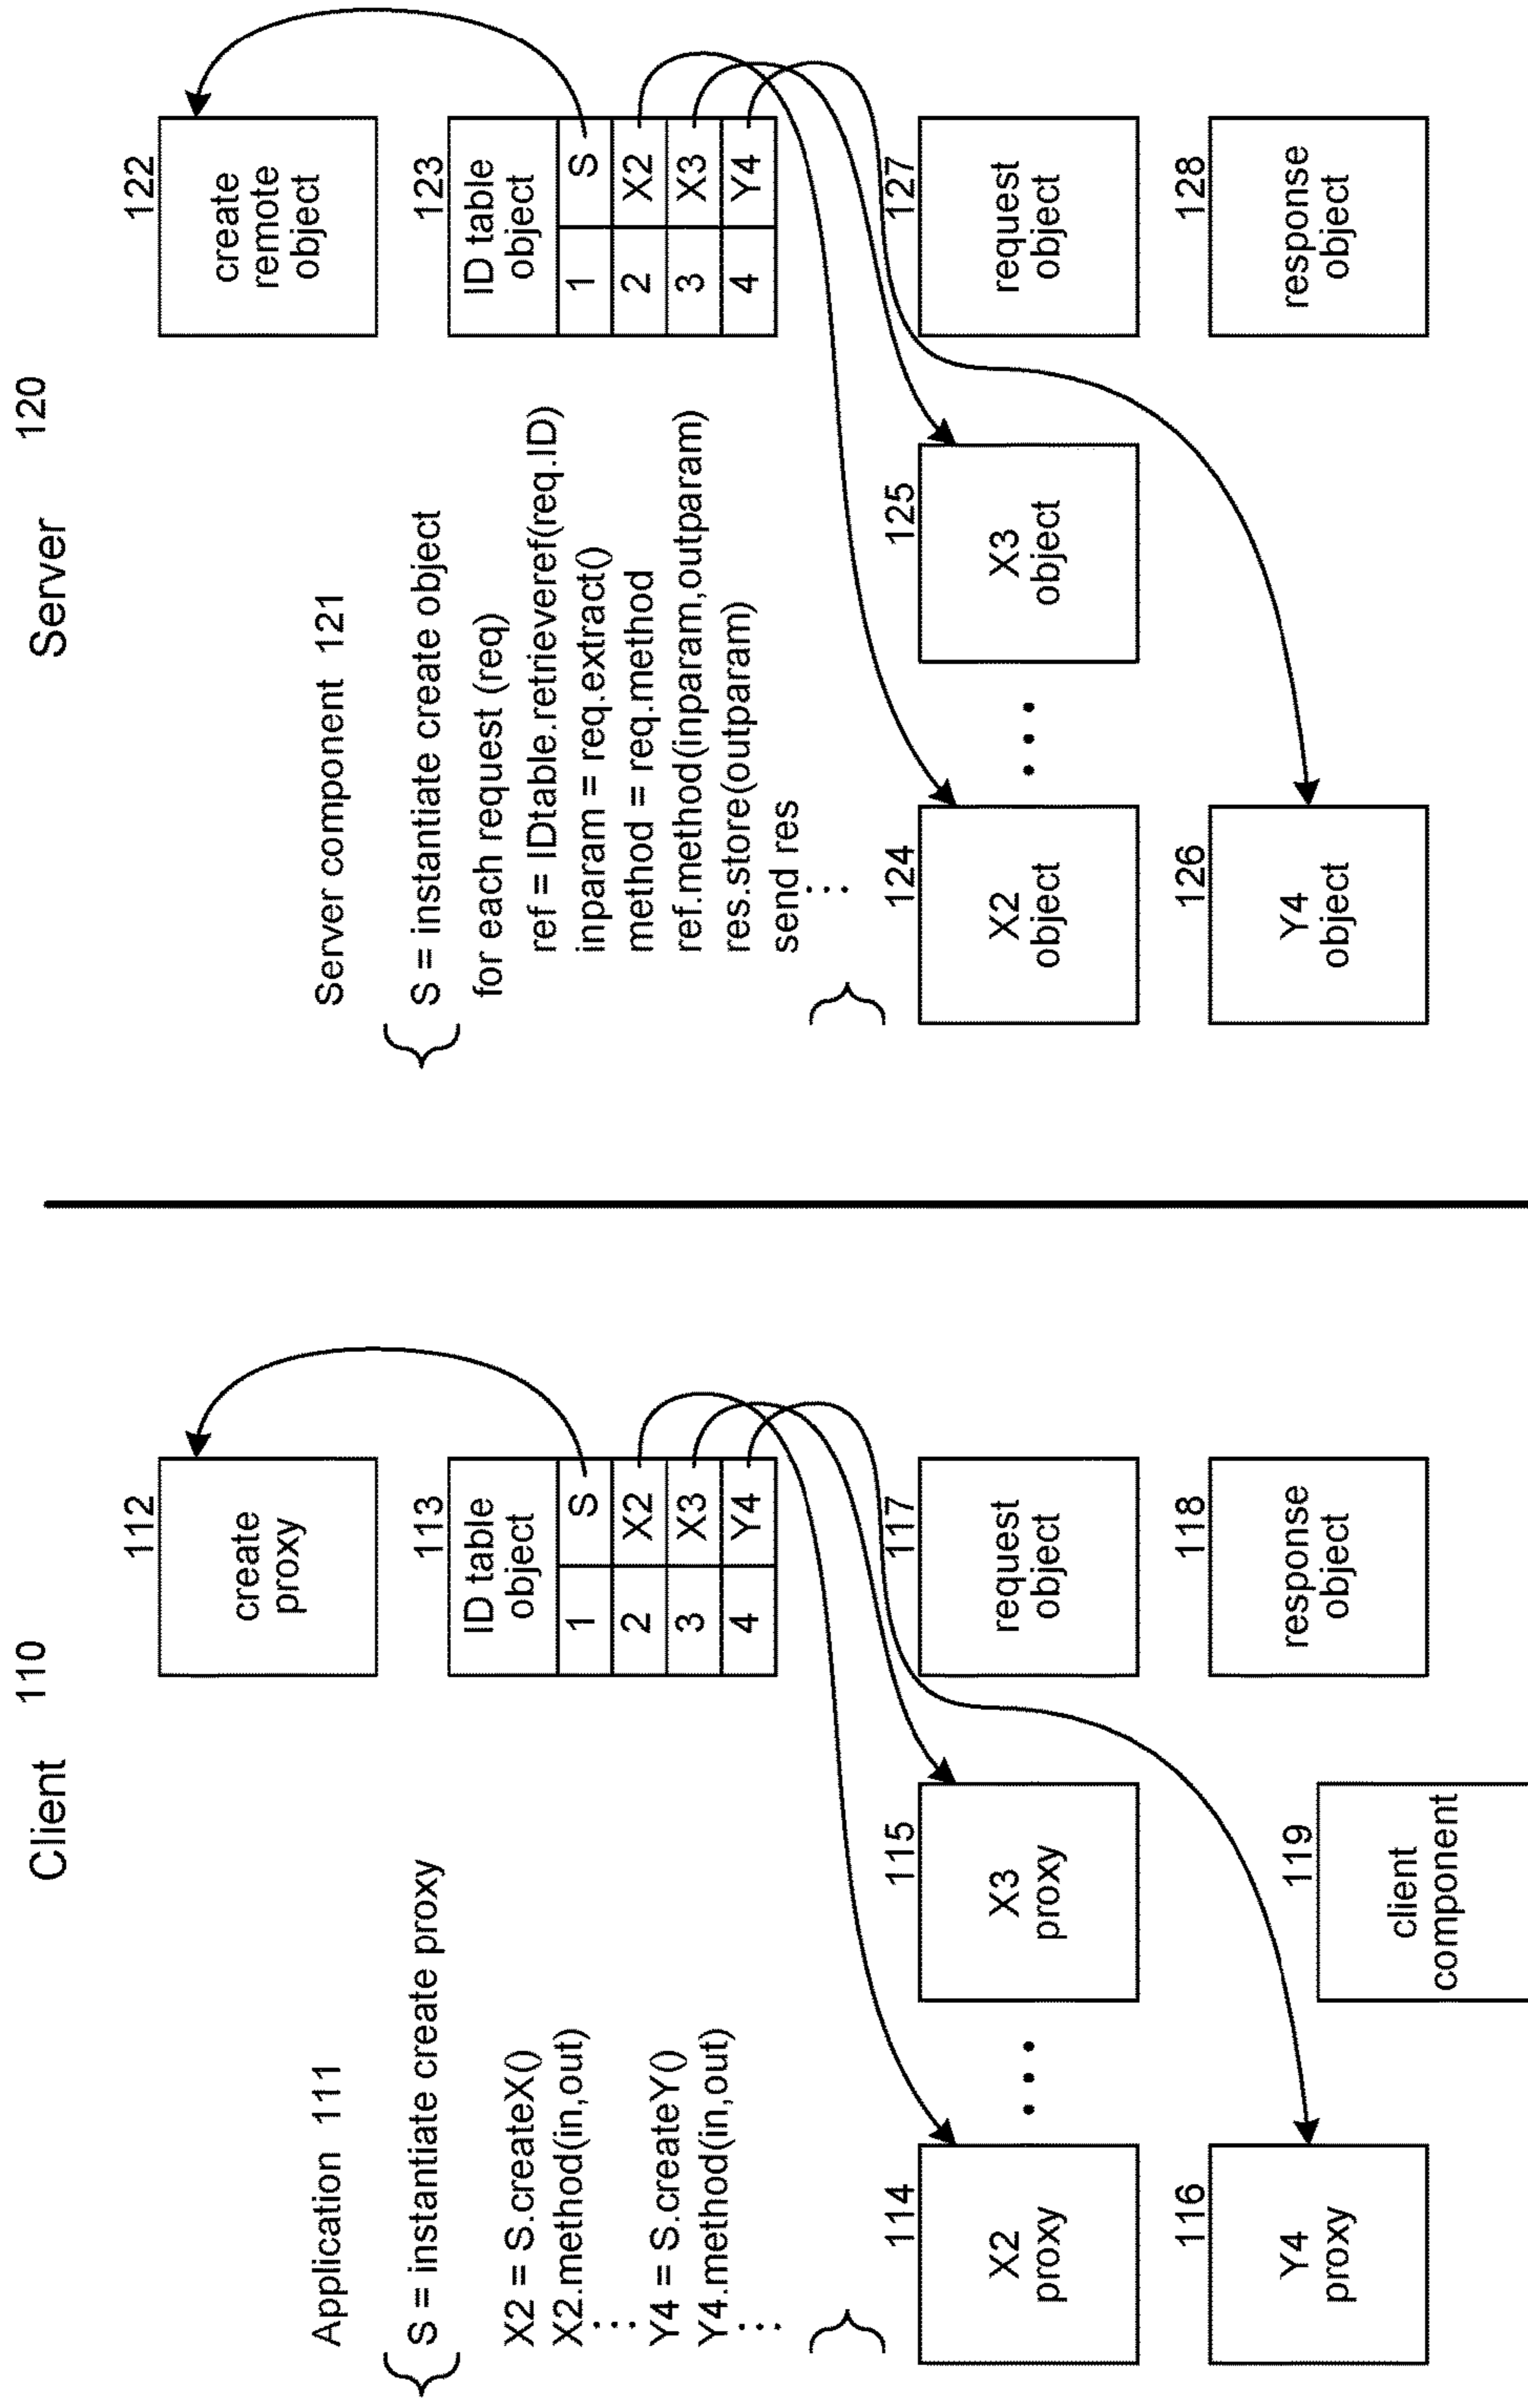 Client 110
Application 111
{
S = instantiate create proxy
X2 = S.createX()
X2.method(in,out)
⋮
Y4 = S.createY()
Y4.method(in,out)
⋮
}
112
create
proxy
113
ID table
object
1 S
2 X2
3 X3
4 Y4
114
X2
proxy
• • •
115
X3
proxy
117
request
object
116
Y4
proxy
119
client
component
118
response
object
Server 120
Server component 121
{
S = instantiate create object
for each request (req)
ref = IDtable.retrieveref(req.ID)
inparam = req.extract()
method = req.method
ref.method(inparam,outparam)
res.store(outparam)
send res
⋮
}
122
create
remote
object
123
ID table
object
1 S
2 X2
3 X3
4 Y4
124
X2
object
• • •
125
X3
object
127
request
object
126
Y4
object
128
response
object